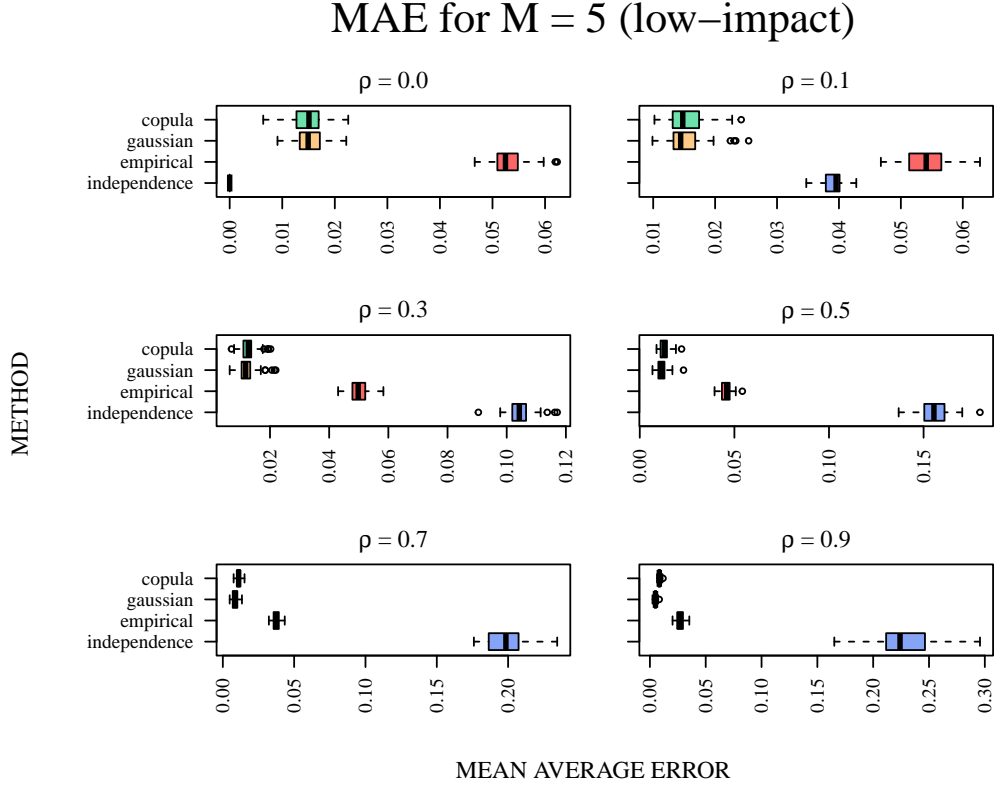 MAE for M = 5 (low−impact)
ρ = 0.0
copula
gaussian
empirical
independence
0.00
0.01
0.02
0.03
0.04
0.05
0.06
ρ = 0.1
0.01
0.02
0.03
0.04
0.05
0.06
METHOD
ρ = 0.3
copula
gaussian
empirical
independence
0.02
0.04
0.06
0.08
0.10
0.12
ρ = 0.5
0.00
0.05
0.10
0.15
ρ = 0.7
copula
gaussian
empirical
independence
0.00
0.05
0.10
0.15
0.20
ρ = 0.9
0.00
0.05
0.10
0.15
0.20
0.25
0.30
MEAN AVERAGE ERROR